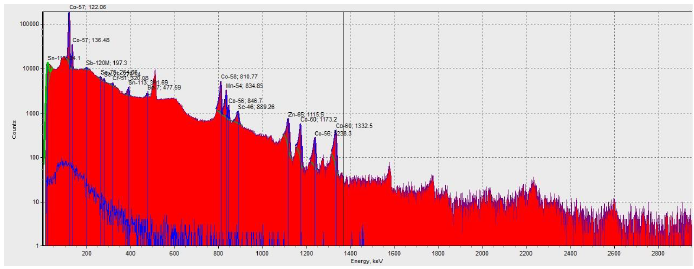 Co-57; 122.06
100000
Co-57; 136.48
Sb-120M; 197.3
10000
Co-58; 810.77
Mn-54; 834.85
Co-56; 846.7
Sc-46; 889.26
1000
Zn-65; 1115.5
Co-60; 1173.2
Co-60; 1332.5
Co-56; 1238.3
Counts
100
10
1
200
400
600
800
1000
1200
1400
1600
1800
2000
2200
2400
2600
2800
Energy, keV